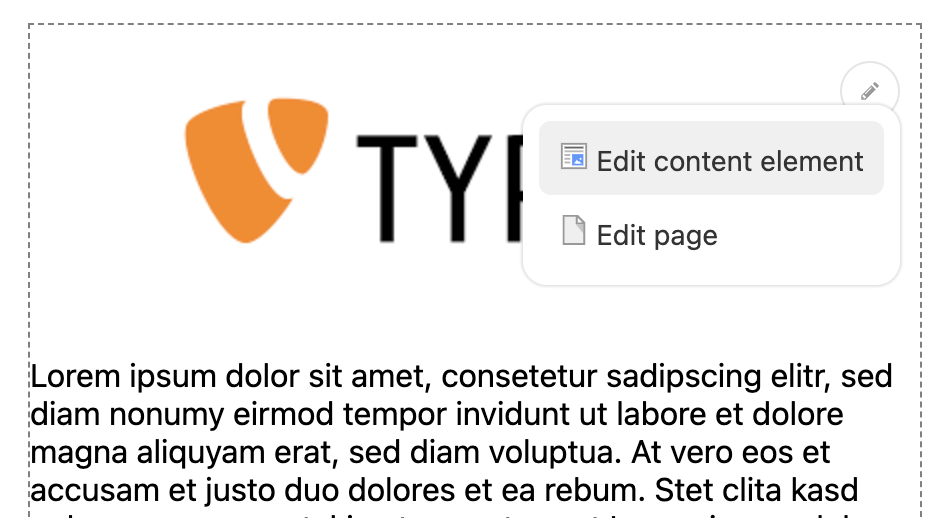 TYP
Edit content element
Edit page
Lorem ipsum dolor sit amet, consetetur sadipscing elitr, sed
diam nonumy eirmod tempor invidunt ut labore et dolore
magna aliquyam erat, sed diam voluptua. At vero eos et
accusam et justo duo dolores et ea rebum. Stet clita kasd